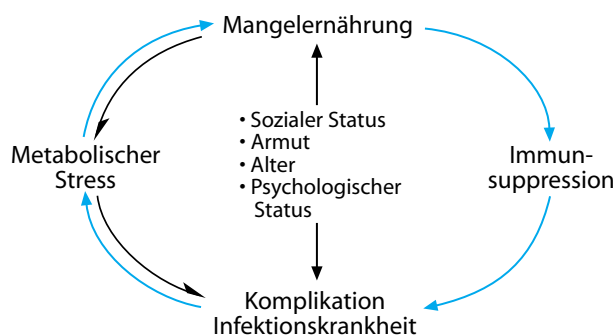 Mangelernährung
• Sozialer Status
• Armut
• Alter
• Psychologischer
Status
Metabolischer
Stress
Immun-
suppression
Komplikation
Infektionskrankheit